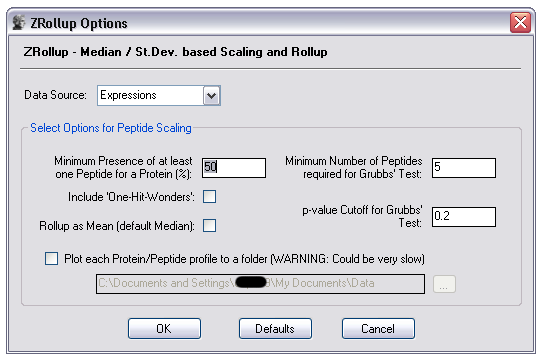 ZRollup Options
ZRollup - Median / St.Dev. based Scaling and Rollup
Data Source: Expressions
Select Options for Peptide Scaling
Minimum Presence of at least
one Peptide for a Protein (%): 50
Minimum Number of Peptides
required for Grubbs' Test: 5
Include 'One-Hit-Wonders':
Rollup as Mean (default Median):
p-value Cutoff for Grubbs'
Test: 0.2
Plot each Protein/Peptide profile to a folder (WARNING: Could be very slow)
C:\Documents and Settings\ \My Documents\Data ...
OK Defaults Cancel